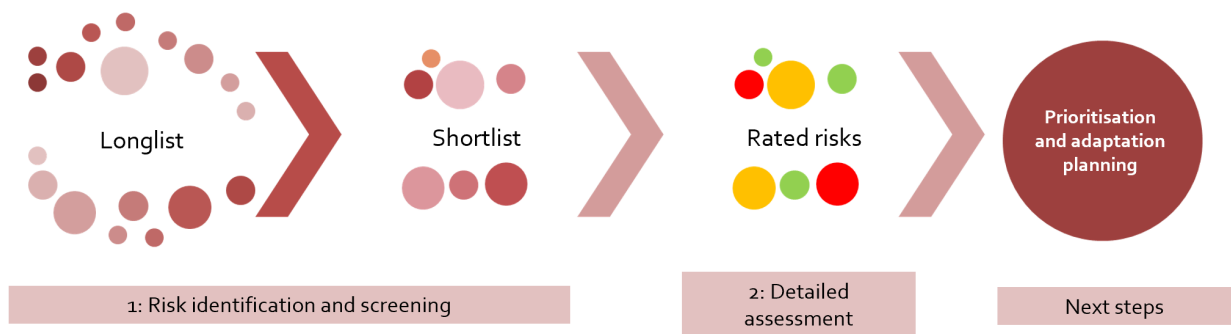 Longlist
Shortlist
Rated risks
Prioritisation
and adaptation
planning
1: Risk identification and screening
2: Detailed
assessment
Next steps